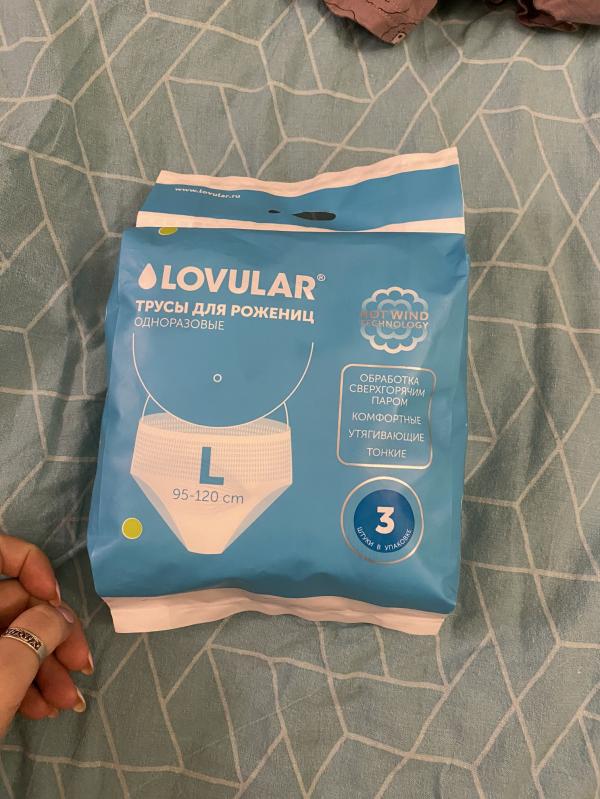 www.lovular.ru
LOVULAR®
ТРУСЫ ДЛЯ РОЖЕНИЦ
ОДНОРАЗОВЫЕ
HOT WIND
TECHNOLOGY
ОБРАБОТКА
СВЕРХГОРЯЧИМ
ПАРОМ
КОМФОРТНЫЕ
УТЯГИВАЮЩИЕ
ТОНКИЕ
L
95-120 cm
3
ШТУКИ В УПАКОВКЕ